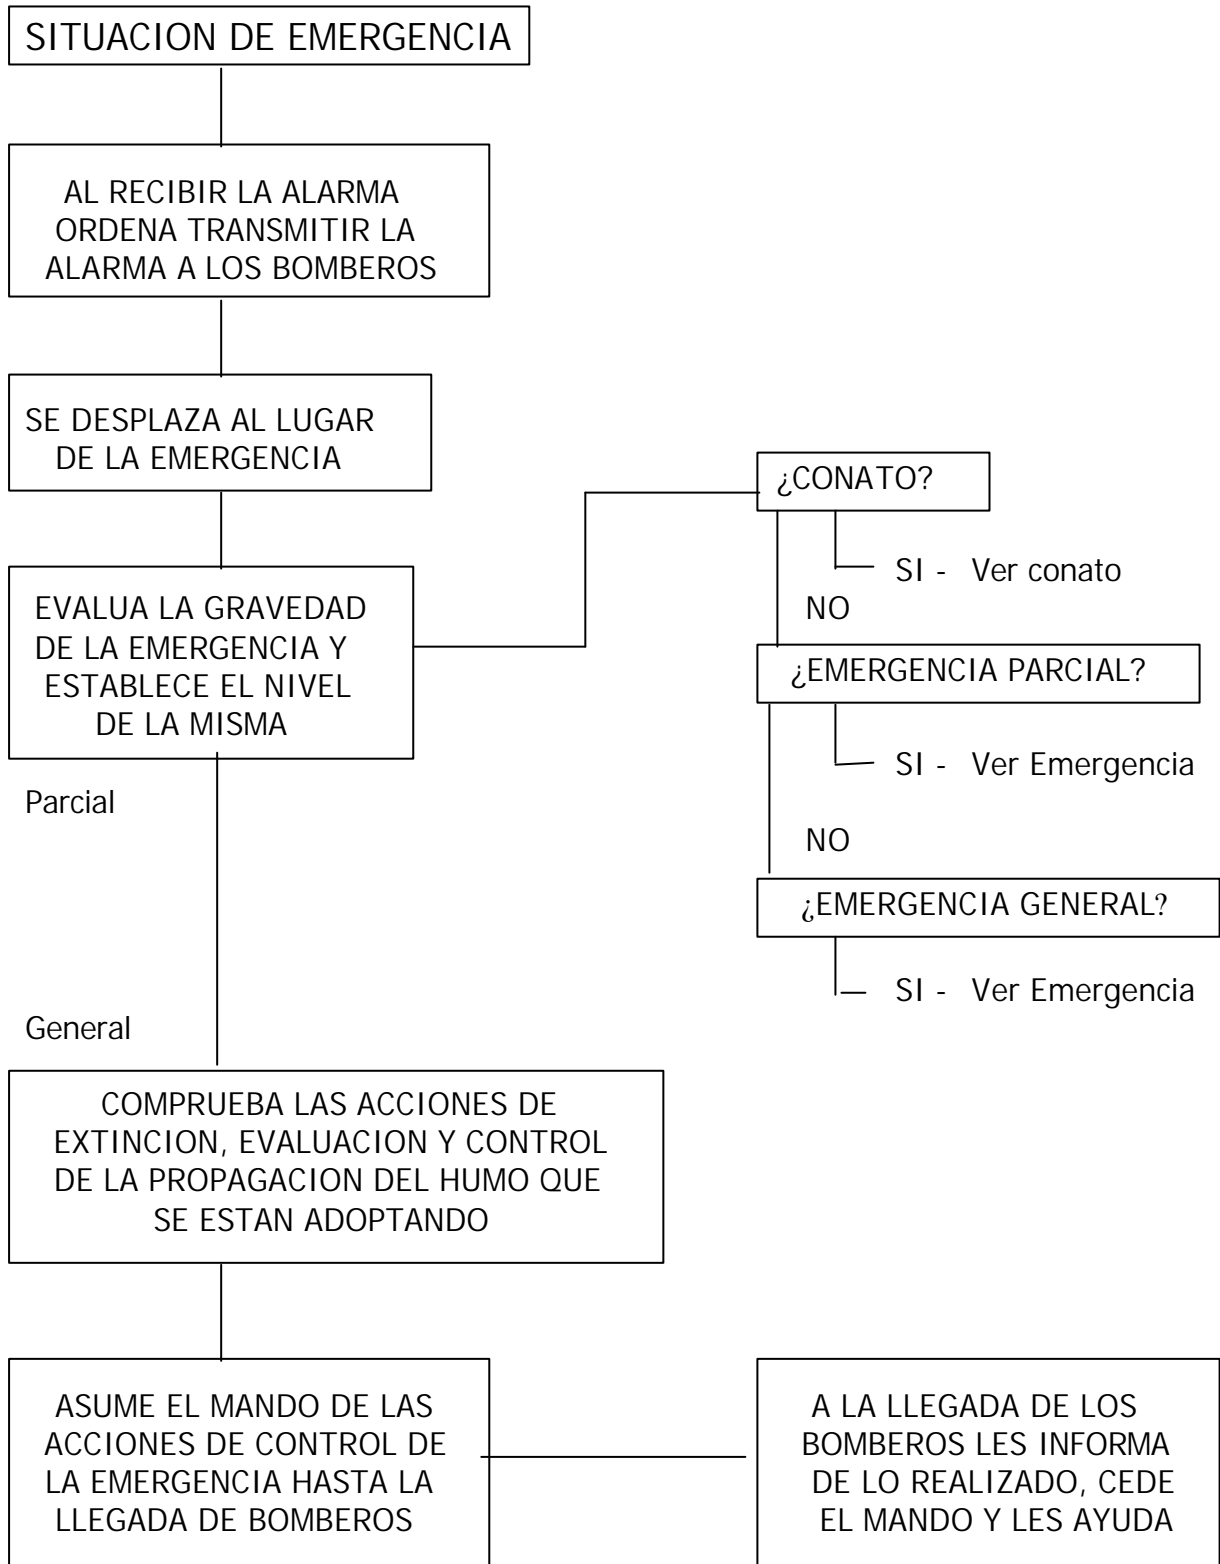 SITUACION DE EMERGENCIA
AL RECIBIR LA ALARMA
ORDENA TRANSMITIR LA
ALARMA A LOS BOMBEROS
SE DESPLAZA AL LUGAR
DE LA EMERGENCIA
EVALUA LA GRAVEDAD
DE LA EMERGENCIA Y
ESTABLECE EL NIVEL
DE LA MISMA
¿CONATO?
SI - Ver conato
NO
¿EMERGENCIA PARCIAL?
SI - Ver Emergencia
Parcial
NO
¿EMERGENCIA GENERAL?
SI - Ver Emergencia
General
COMPRUEBA LAS ACCIONES DE
EXTINCION, EVALUACION Y CONTROL
DE LA PROPAGACION DEL HUMO QUE
SE ESTAN ADOPTANDO
ASUME EL MANDO DE LAS
ACCIONES DE CONTROL DE
LA EMERGENCIA HASTA LA
LLEGADA DE BOMBEROS
A LA LLEGADA DE LOS
BOMBEROS LES INFORMA
DE LO REALIZADO, CEDE
EL MANDO Y LES AYUDA